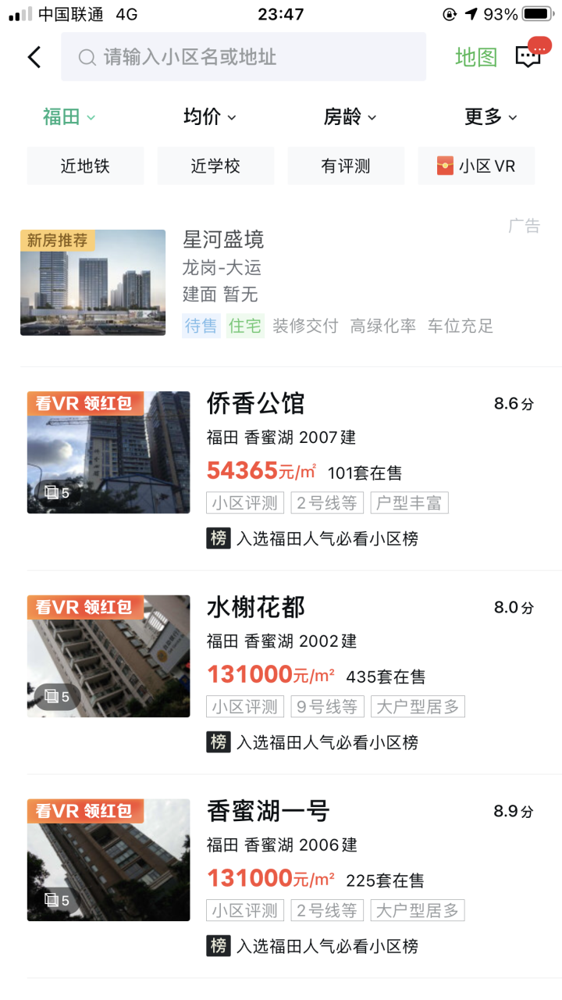 中国联通 4G 23:47 93%
请输入小区名或地址 地图
福田 均价 房龄 更多
近地铁 近学校 有评测 小区VR
广告
新房推荐 星河盛境
龙岗-大运
建面 暂无
待售 住宅 装修交付 高绿化率 车位充足
看VR 领红包 侨香公馆 8.6分
福田 香蜜湖 2007建
54365元/㎡ 101套在售
5 小区评测 2号线等 户型丰富
榜 入选福田人气必看小区榜
看VR 领红包 水榭花都 8.0分
福田 香蜜湖 2002建
131000元/m² 435套在售
5 小区评测 9号线等 大户型居多
榜 入选福田人气必看小区榜
看VR 领红包 香蜜湖一号 8.9分
福田 香蜜湖 2006建
131000元/m² 225套在售
5 小区评测 2号线等 大户型居多
榜 入选福田人气必看小区榜